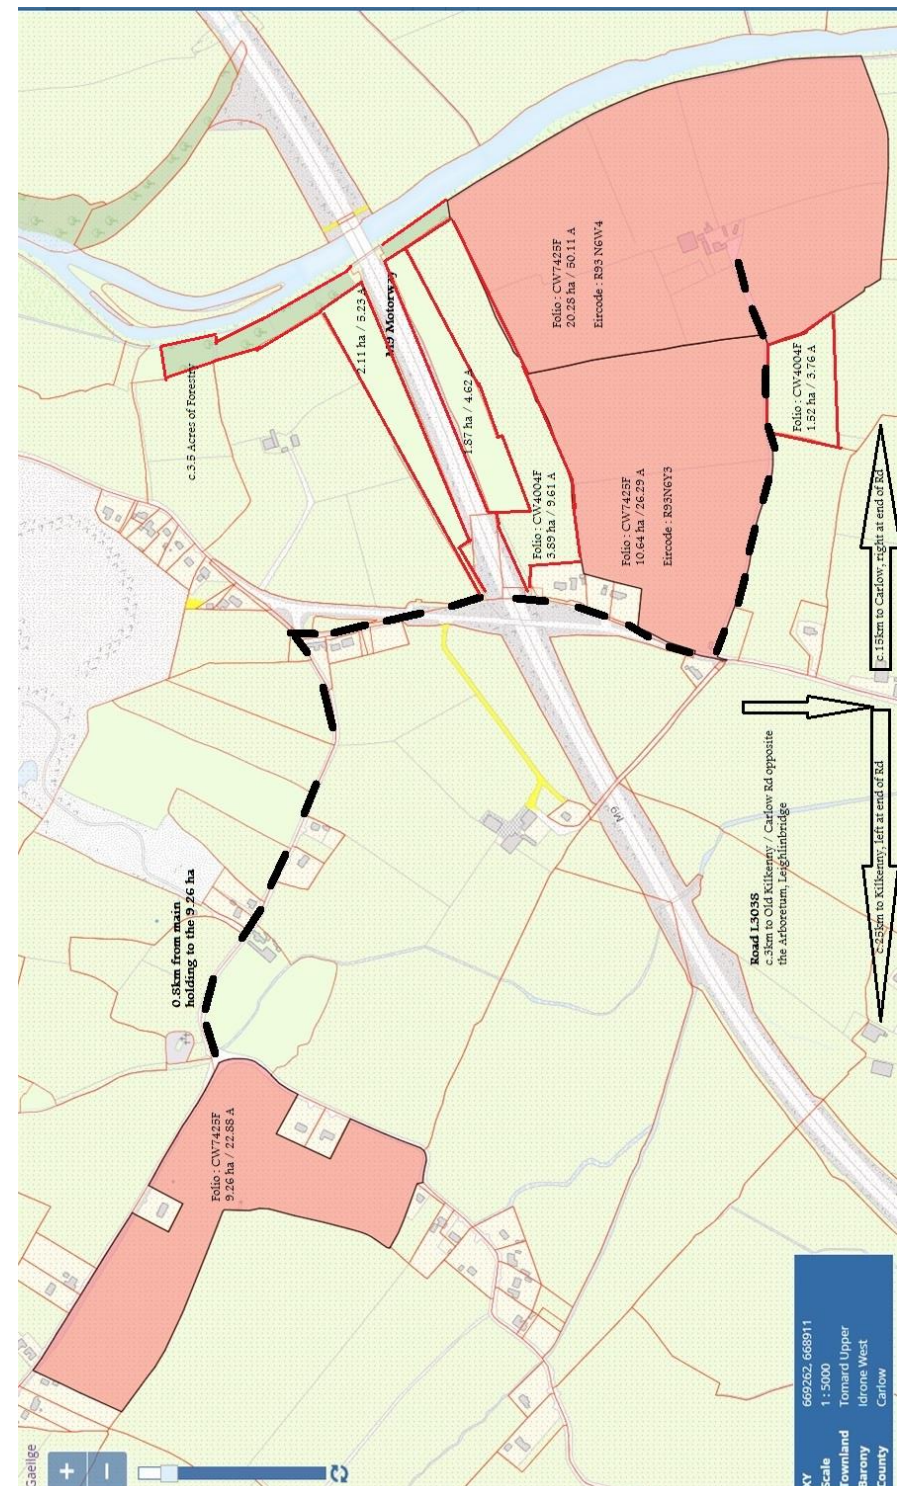 Gaeilge
0.8km from main
holding to the 9.26 ha
Folio : CW7425F
9.26 ha / 22.88 A
c.3.5 Acres of Forestry
2.11 ha / 5.23 A
M9 Motorway
1.87 ha / 4.62 A
Folio : CW4004F
3.89 ha / 9.61 A
Folio : CW7425F
20.28 ha / 50.11 A
Eircode : R93 N6W4
Folio : CW7425F
10.64 ha /26.29 A
Eircode : R93N6Y3
Folio : CW4004F
1.52 ha / 3.76 A
M9
Road L3038
c.3km to Old Kilkenny / Carlow Rd opposite
the Arboretum, Leighlinbridge
c.25km to Kilkenny, left at end of Rd
c.15km to Carlow, right at end of Rd
XY 669262, 668911
Scale 1 : 5000
Townland Tomard Upper
Barony Idrone West
County Carlow